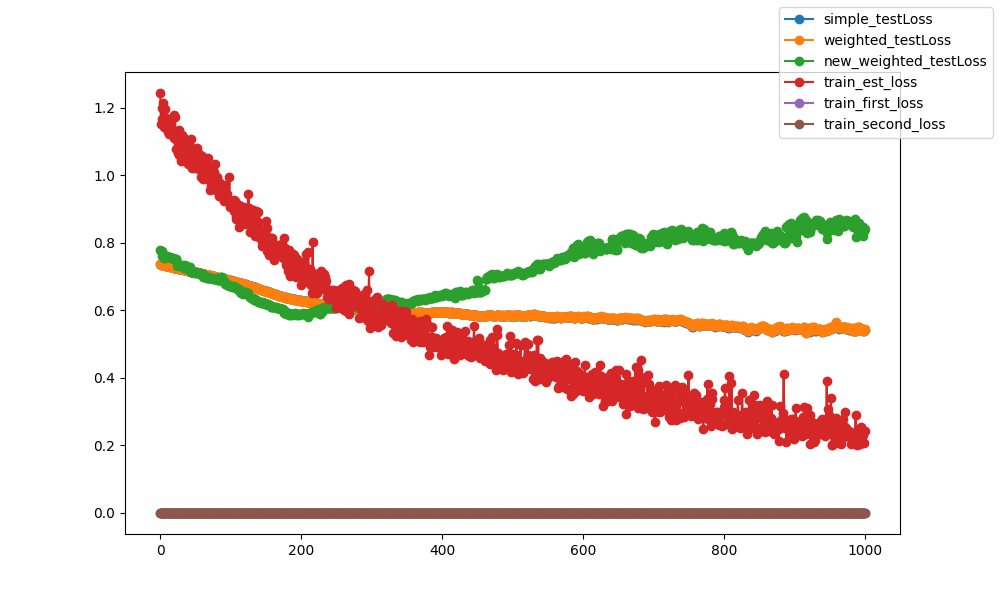 simple_testLoss
weighted_testLoss
new_weighted_testLoss
train_est_loss
train_first_loss
train_second_loss
1.2
1.0
0.8
0.6
0.4
0.2
0.0
0 200 400 600 800 1000